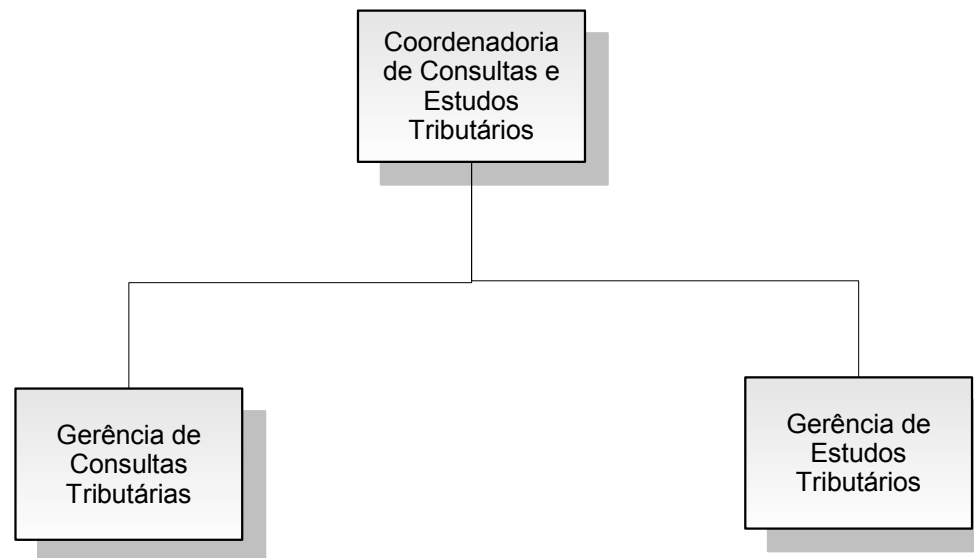 Coordenadoria
de Consultas e
Estudos
Tributários
Gerência de
Consultas
Tributárias
Gerência de
Estudos
Tributários